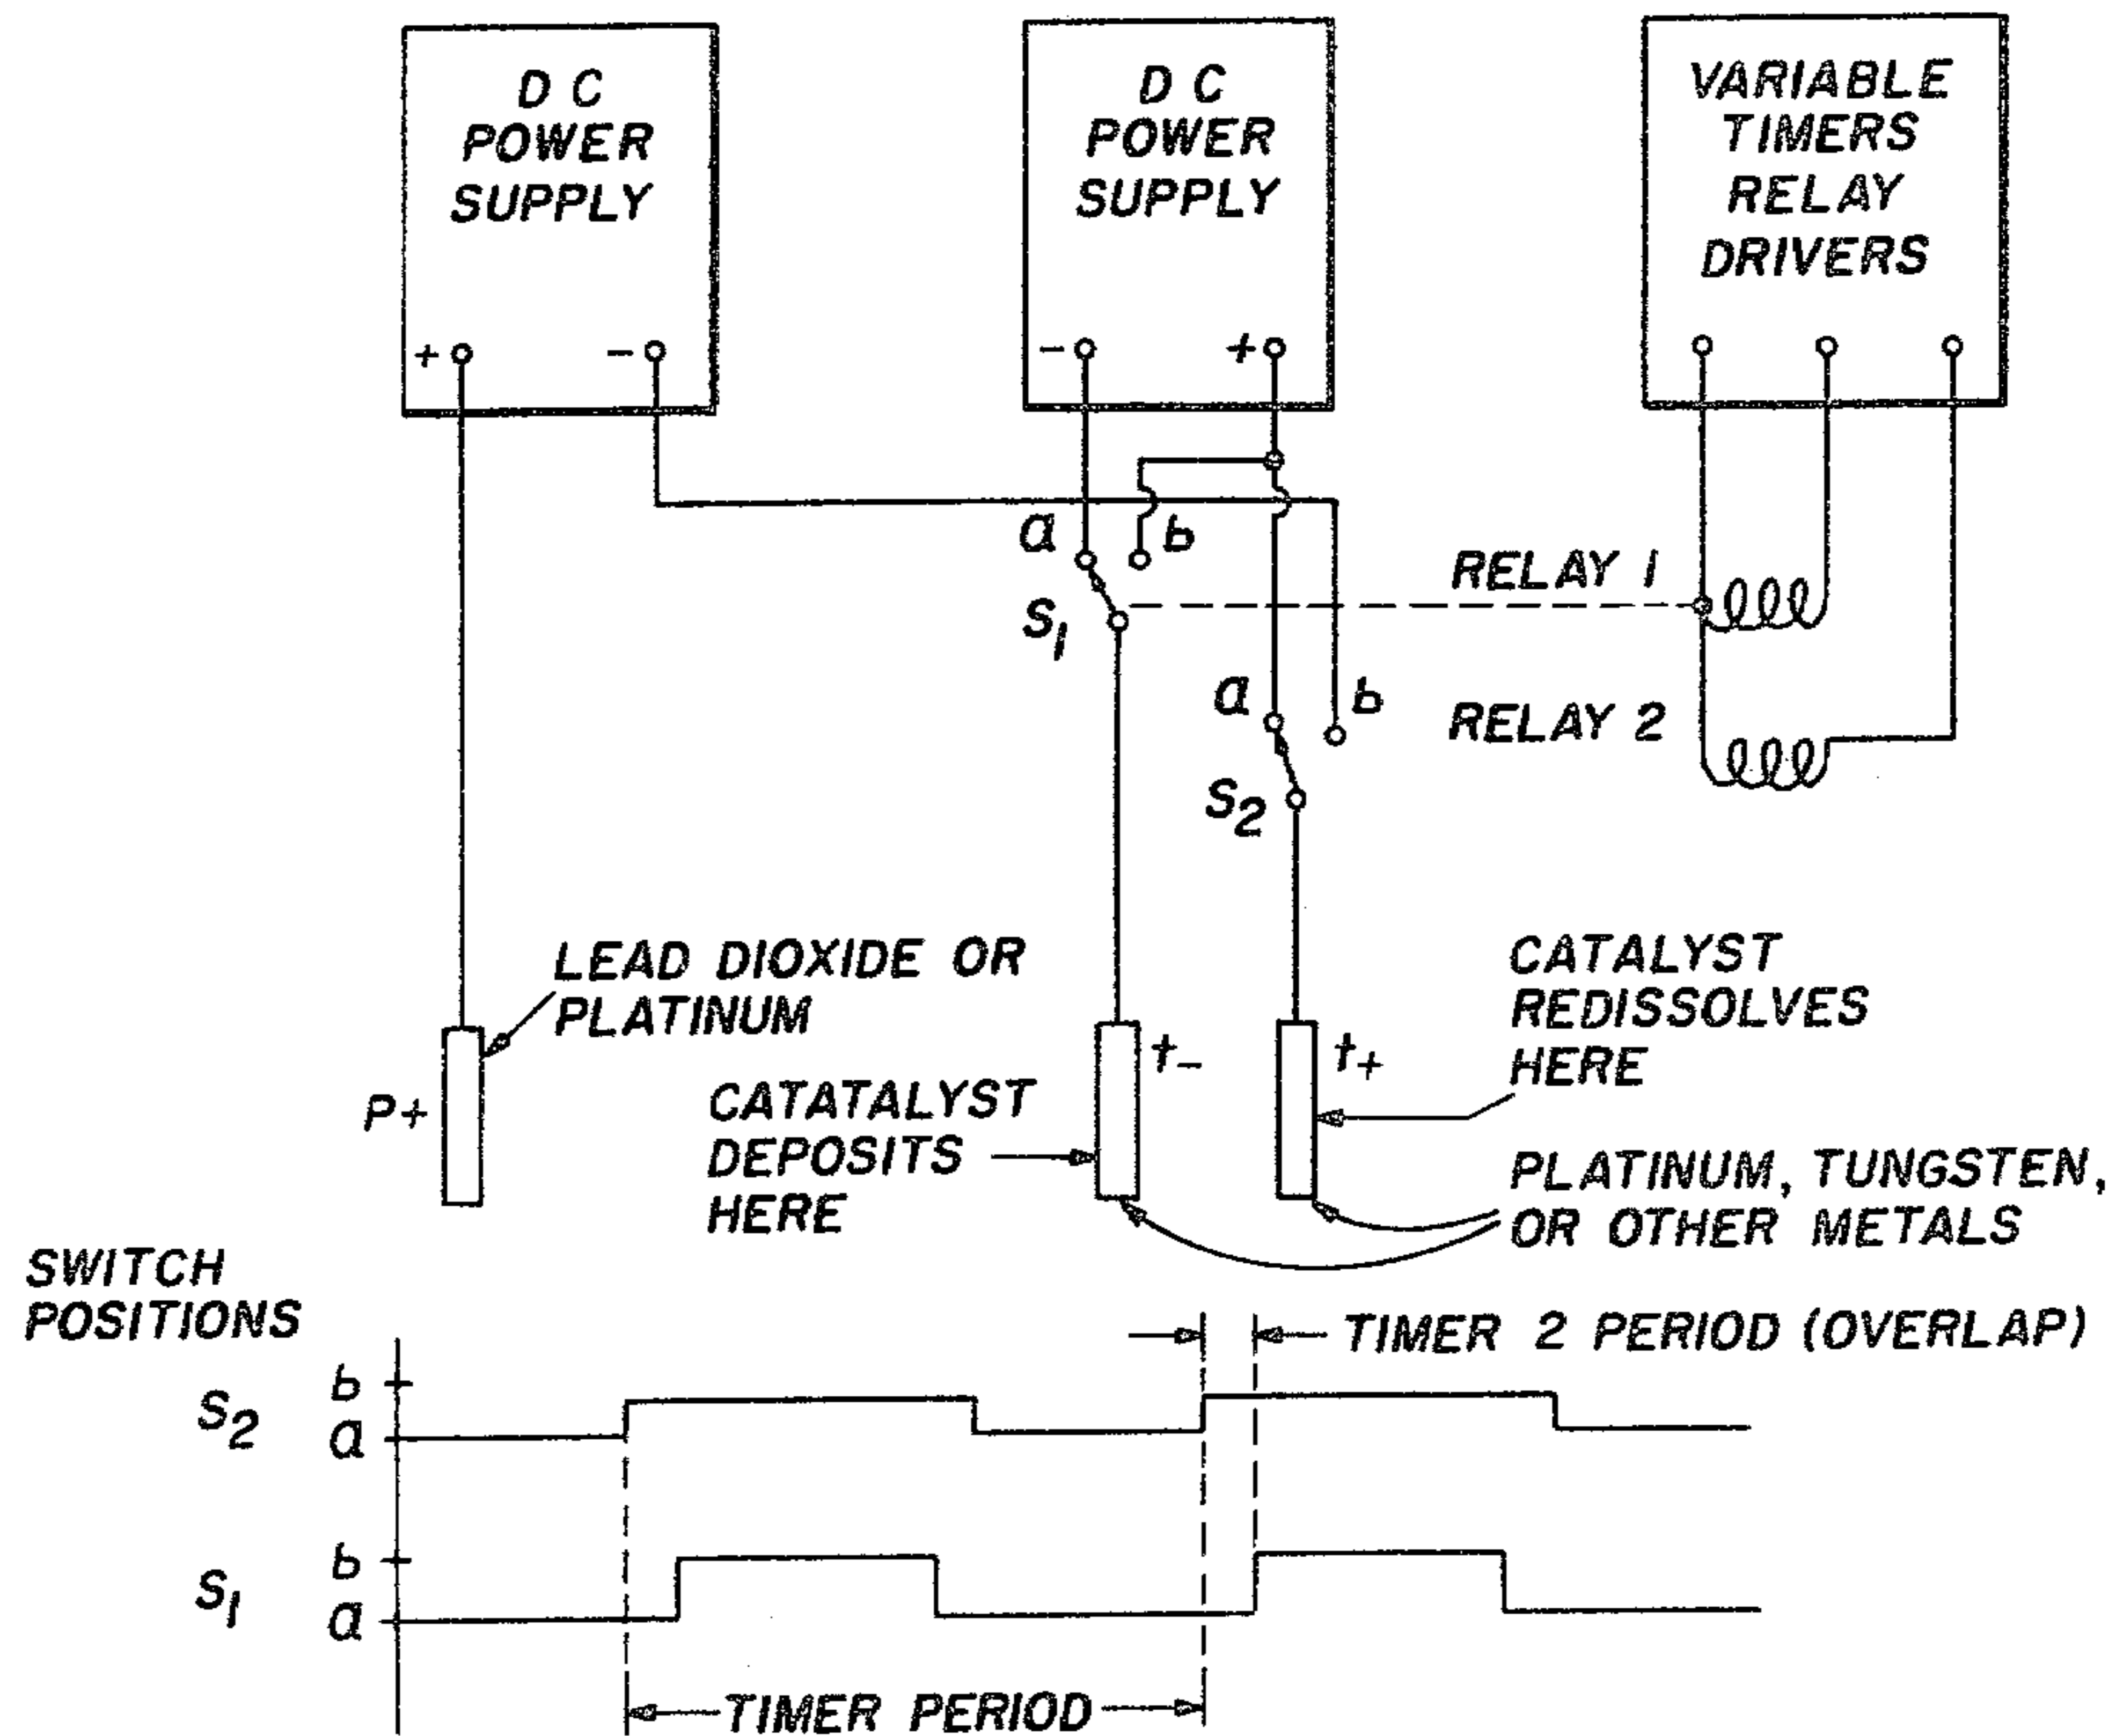 D C
POWER
SUPPLY
+
-
D C
POWER
SUPPLY
-
+
VARIABLE
TIMERS
RELAY
DRIVERS
a
b
S1
RELAY 1
a
b
S2
RELAY 2
LEAD DIOXIDE OR
PLATINUM
P+
CATATALYST
DEPOSITS
HERE
t-
t+
CATALYST
REDISSOLVES
HERE
PLATINUM, TUNGSTEN,
OR OTHER METALS
SWITCH
POSITIONS
TIMER 2 PERIOD (OVERLAP)
S2
b
a
S1
b
a
TIMER PERIOD